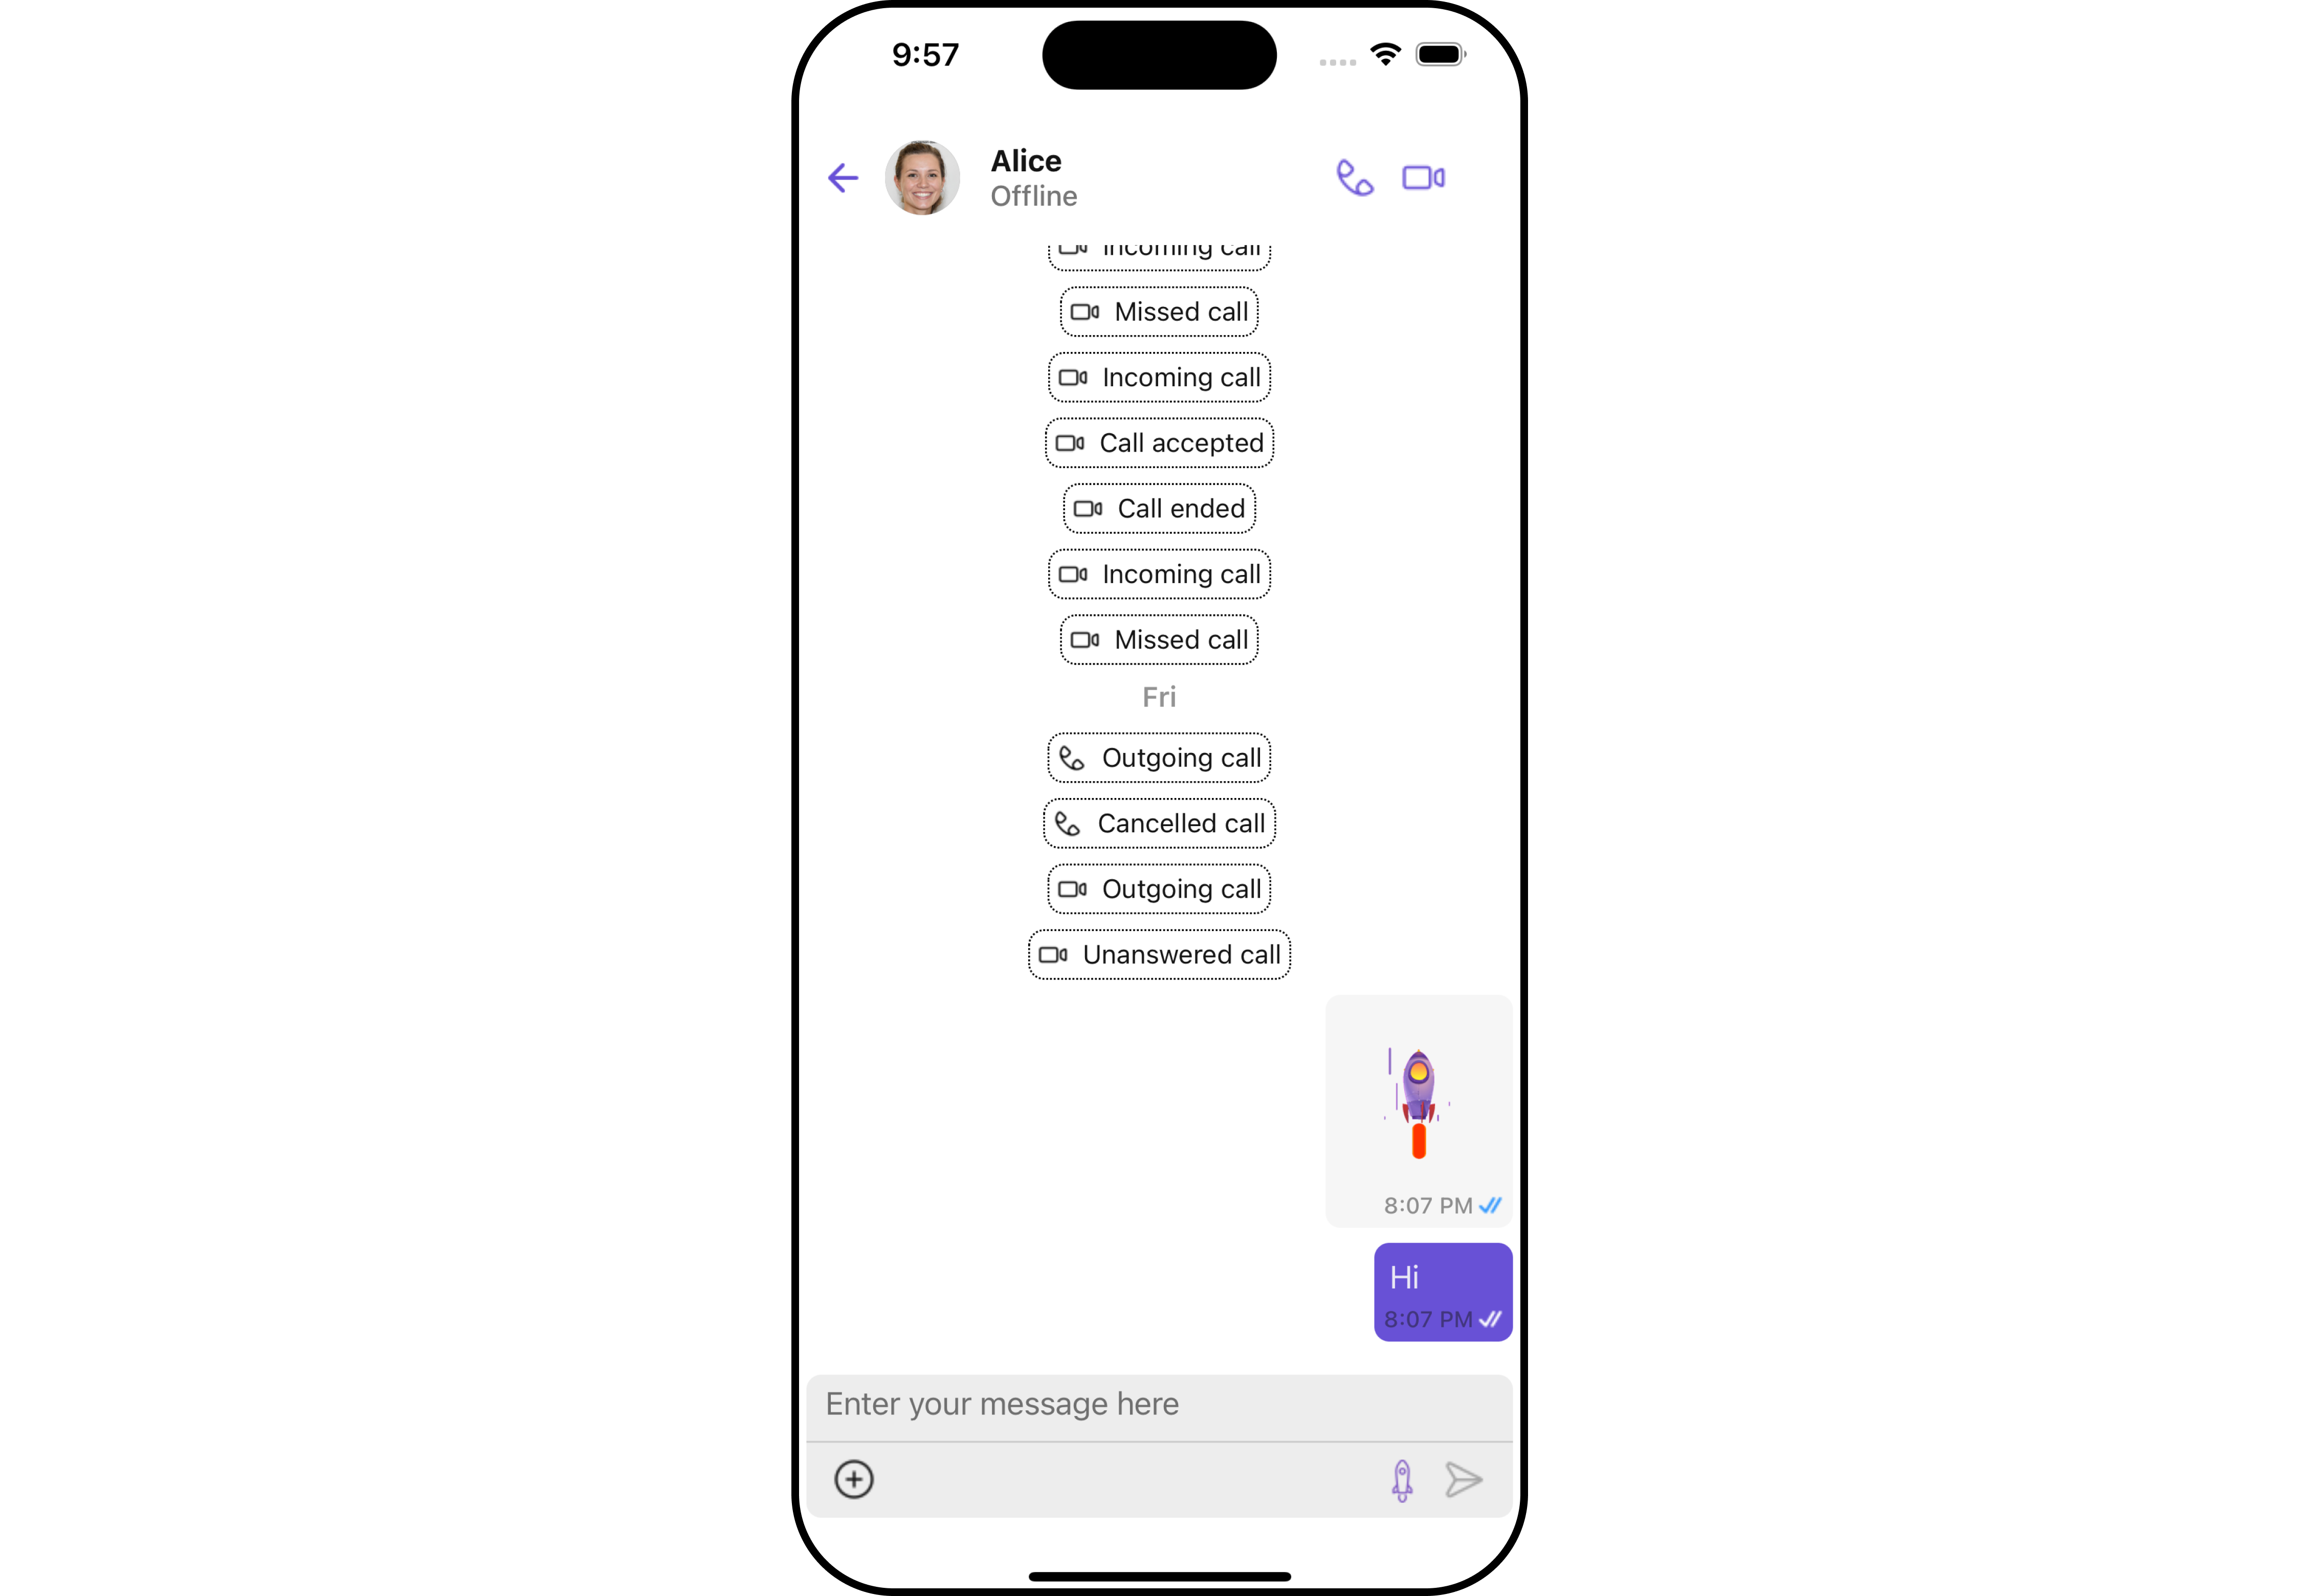 9:57
Alice
Offline
Incoming call
Missed call
Incoming call
Call accepted
Call ended
Incoming call
Missed call
Fri
Outgoing call
Cancelled call
Outgoing call
Unanswered call
8:07 PM
Hi
8:07 PM
Enter your message here